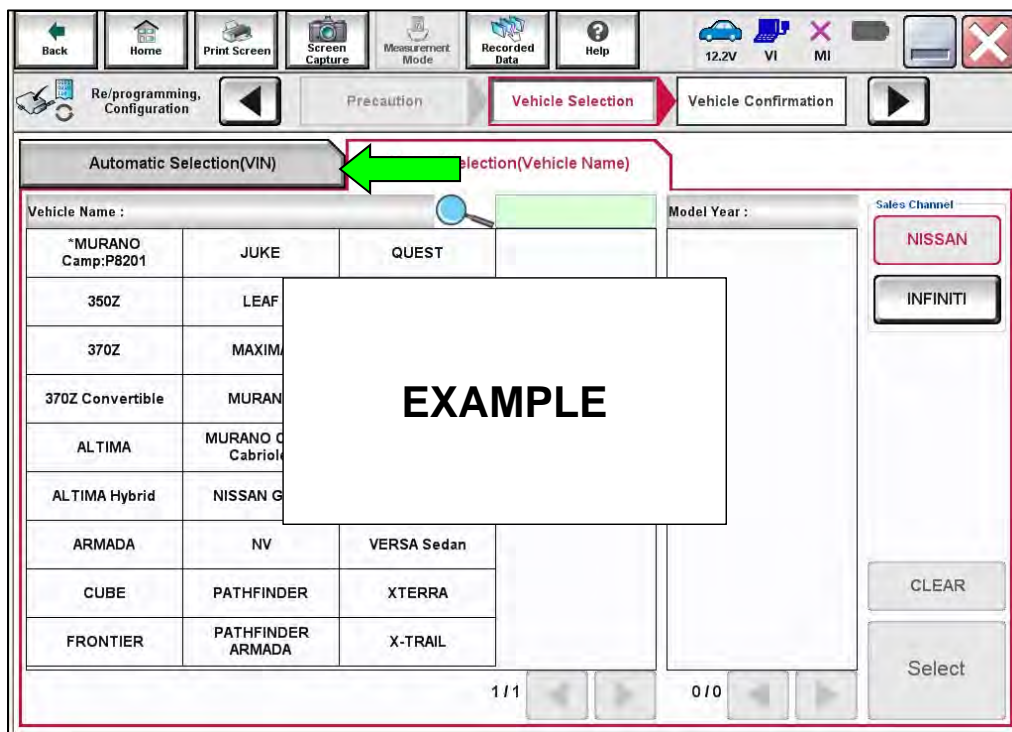 Back
Home
Print Screen
Screen
Capture
Measurement
Mode
Recorded
Data
Help
12.2V
VI
MI
Re/programming,
Configuration
Precaution
Vehicle Selection
Vehicle Confirmation
Automatic Selection(VIN)
election(Vehicle Name)
Vehicle Name :
Model Year :
Sales Channel
*MURANO
Camp:P8201
JUKE
QUEST
NISSAN
350Z
LEAF
INFINITI
370Z
MAXIMA
370Z Convertible
MURAN
EXAMPLE
ALTIMA
MURANO C
Cabriole
ALTIMA Hybrid
NISSAN G
ARMADA
NV
VERSA Sedan
CUBE
PATHFINDER
XTERRA
CLEAR
FRONTIER
PATHFINDER
ARMADA
X-TRAIL
Select
1/1
0/0